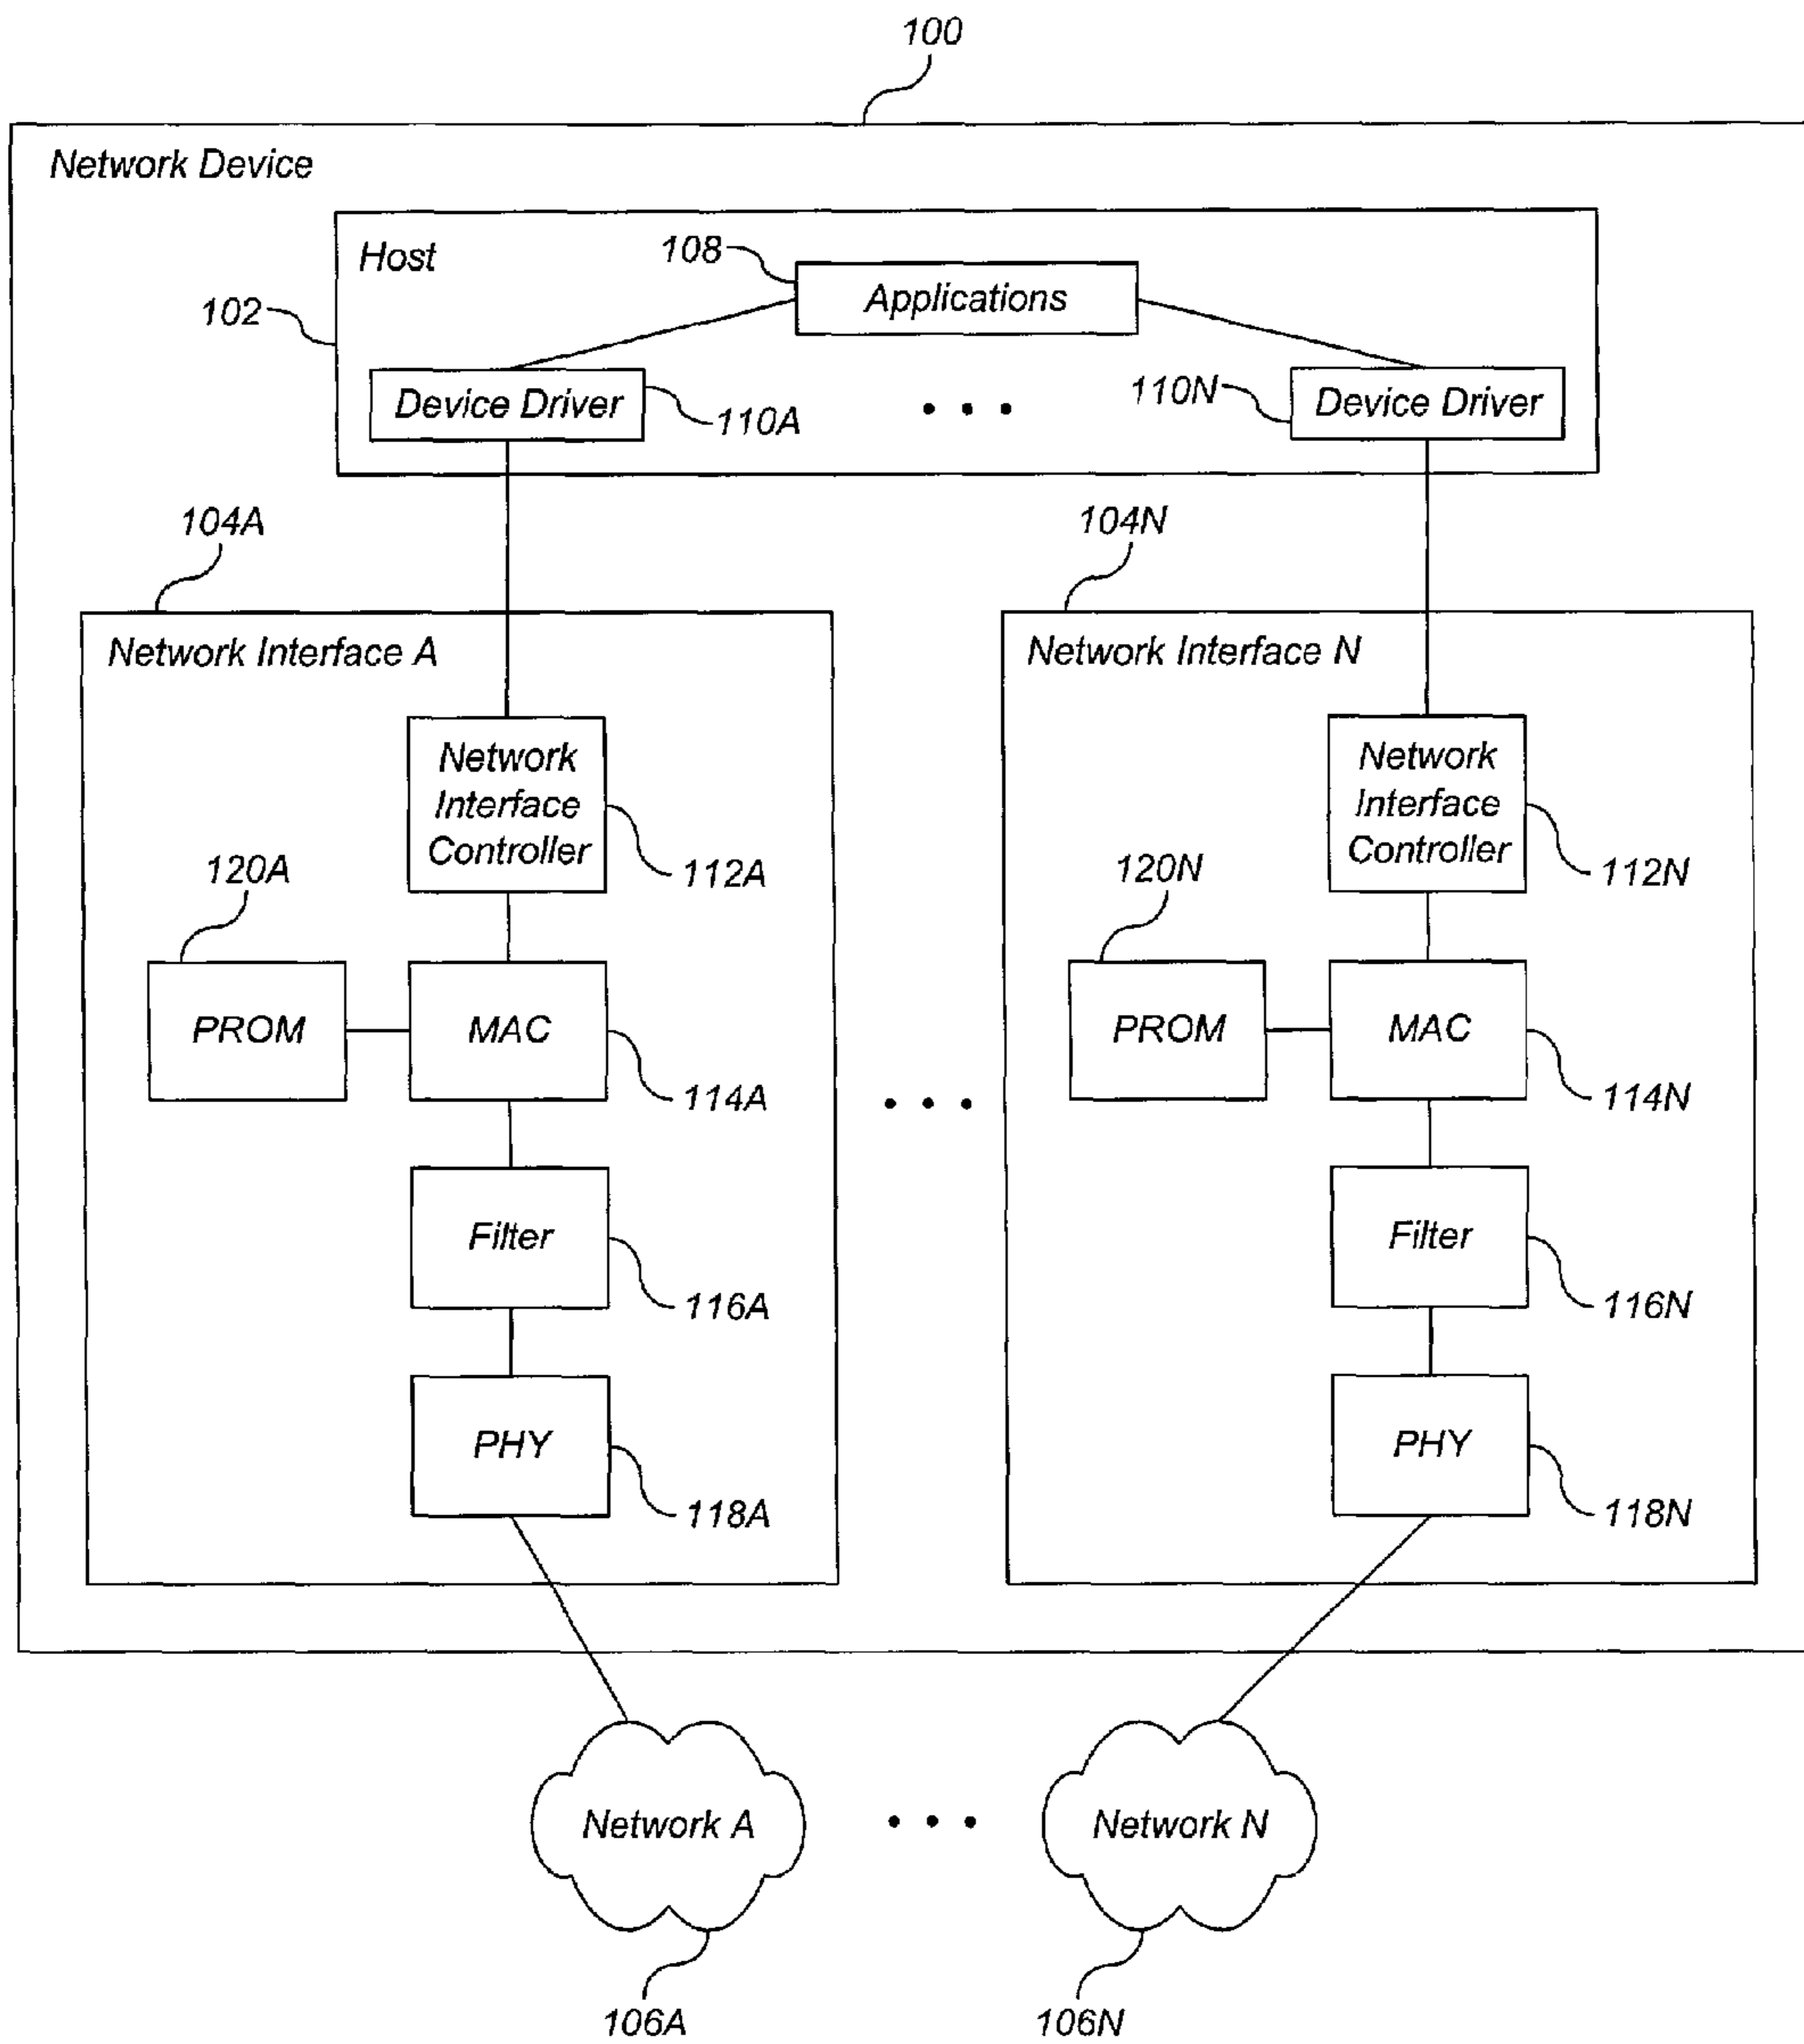 100
Network Device
Host
108
Applications
102
Device Driver
110A
110N
Device Driver
104A
104N
Network Interface A
Network Interface N
Network
Interface
Controller
112A
Network
Interface
Controller
112N
120A
120N
PROM
MAC
114A
PROM
MAC
114N
Filter
116A
Filter
116N
PHY
118A
PHY
118N
Network A
Network N
106A
106N